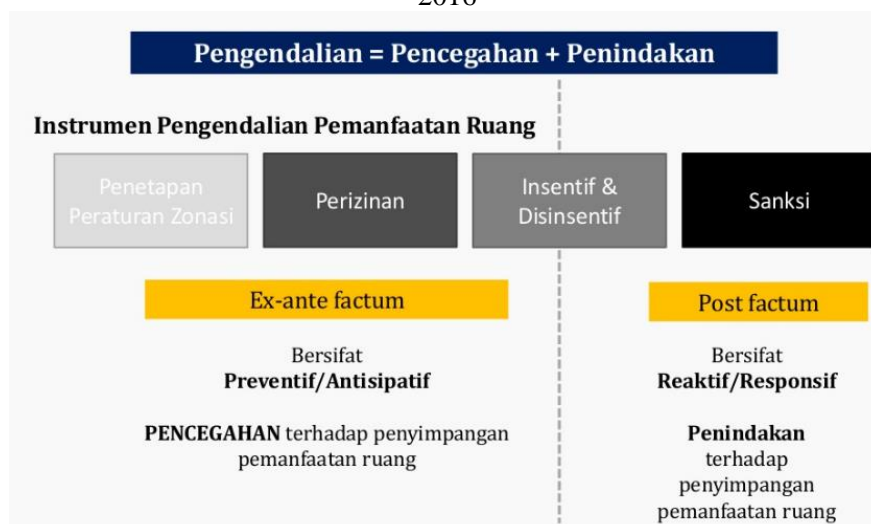 2016
Pengendalian = Pencegahan + Penindakan
Instrumen Pengendalian Pemanfaatan Ruang
Penetapan
Peraturan Zonasi
Perizinan
Insentif &
Disinsentif
Sanksi
Ex-ante factum
Post factum
Bersifat
Preventif/Antisipatif
PENCEGAHAN terhadap penyimpangan
pemanfaatan ruang
Bersifat
Reaktif/Responsif
Penindakan
terhadap
penyimpangan
pemanfaatan ruang